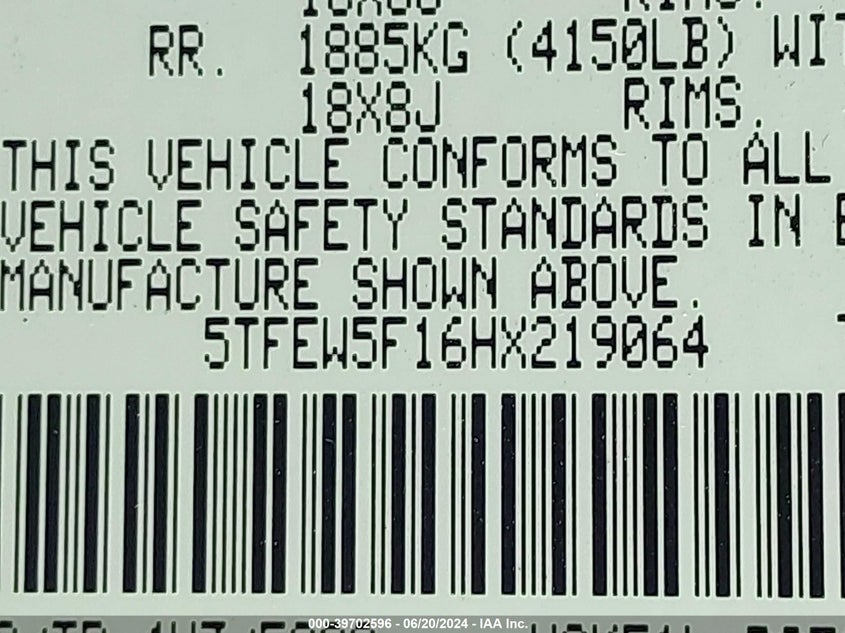 RR. 1885KG (4150LB) WIT
18X8J RIMS.
THIS VEHICLE CONFORMS TO ALL
VEHICLE SAFETY STANDARDS IN
MANUFACTURE SHOWN ABOVE.
5TFEW5F16HX219064
000-39702596 - 06/20/2024 - IAA Inc.